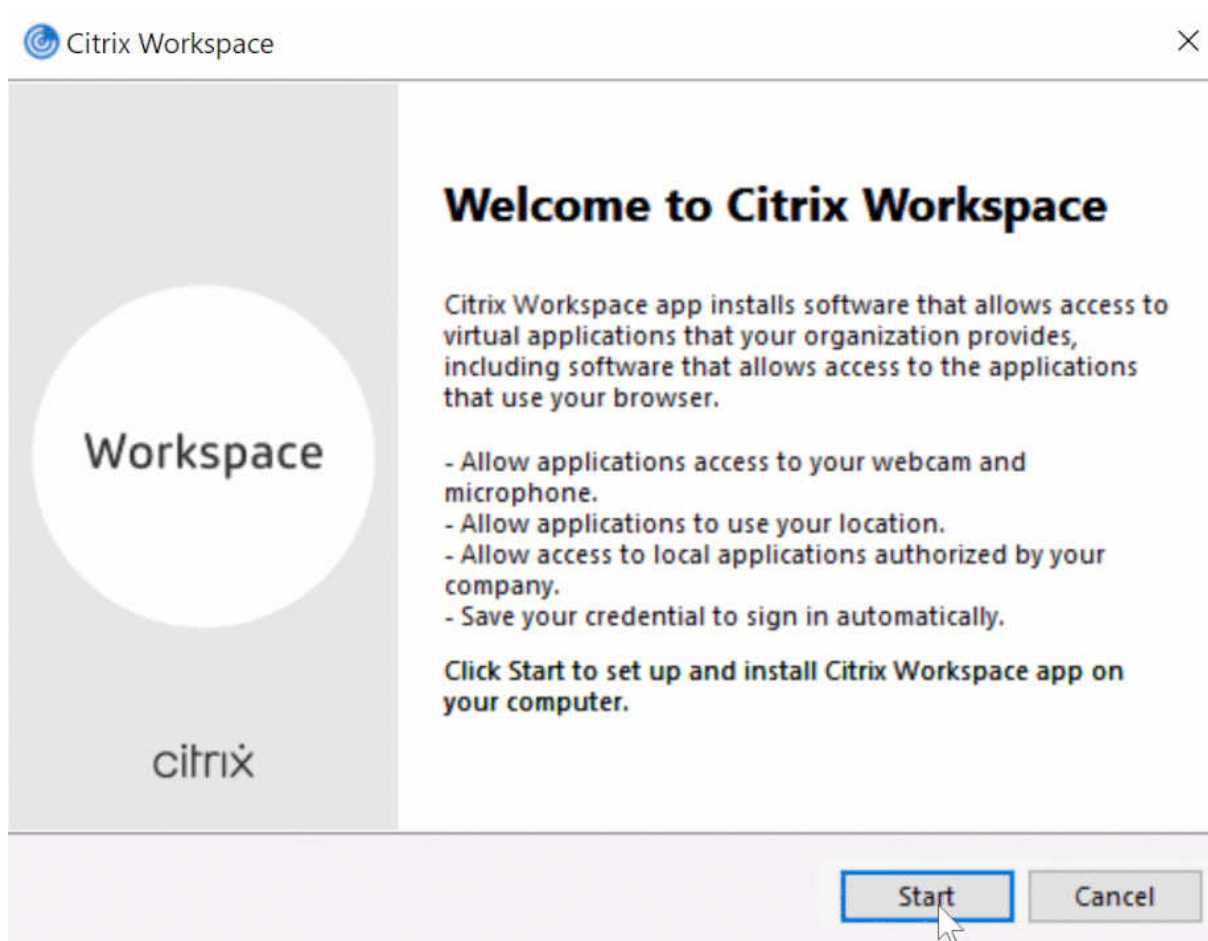 Citrix Workspace
Welcome to Citrix Workspace
Citrix Workspace app installs software that allows access to
virtual applications that your organization provides,
including software that allows access to the applications
that use your browser.
- Allow applications access to your webcam and
microphone.
- Allow applications to use your location.
- Allow access to local applications authorized by your
company.
- Save your credential to sign in automatically.
Click Start to set up and install Citrix Workspace app on
your computer.
Workspace
citrix
Start
Cancel